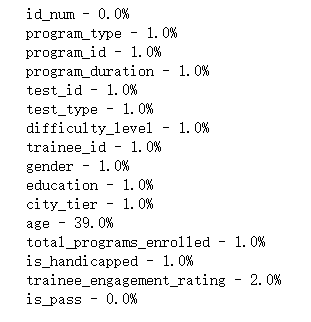 id_num - 0.0%
program_type - 1.0%
program_id - 1.0%
program_duration - 1.0%
test_id - 1.0%
test_type - 1.0%
difficulty_level - 1.0%
trainee_id - 1.0%
gender - 1.0%
education - 1.0%
city_tier - 1.0%
age - 39.0%
total_programs_enrolled - 1.0%
is_handicapped - 1.0%
trainee_engagement_rating - 2.0%
is_pass - 0.0%